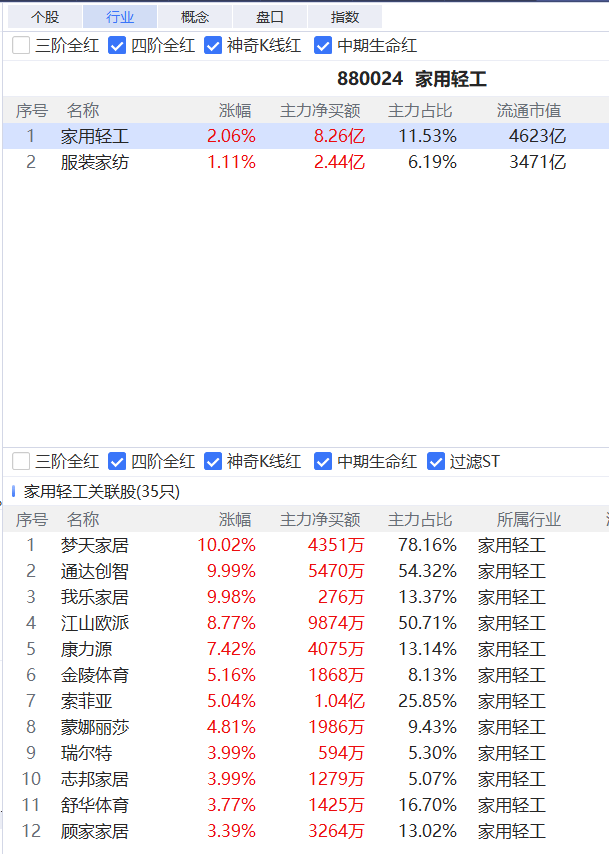 个股 行业 概念 盘口 指数
三阶全红 四阶全红 神奇K线红 中期生命红
880024 家用轻工
序号 名称 涨幅 主力净买额 主力占比 流通市值
1 家用轻工 2.06% 8.26亿 11.53% 4623亿
2 服装家纺 1.11% 2.44亿 6.19% 3471亿
三阶全红 四阶全红 神奇K线红 中期生命红 过滤ST
家用轻工关联股(35只)
序号 名称 涨幅 主力净买额 主力占比 所属行业
1 梦天家居 10.02% 4351万 78.16% 家用轻工
2 通达创智 9.99% 5470万 54.32% 家用轻工
3 我乐家居 9.98% 276万 13.37% 家用轻工
4 江山欧派 8.77% 9874万 50.71% 家用轻工
5 康力源 7.42% 4075万 13.14% 家用轻工
6 金陵体育 5.16% 1868万 8.13% 家用轻工
7 索菲亚 5.04% 1.04亿 25.85% 家用轻工
8 蒙娜丽莎 4.81% 1986万 9.43% 家用轻工
9 瑞尔特 3.99% 594万 5.30% 家用轻工
10 志邦家居 3.99% 1279万 5.07% 家用轻工
11 舒华体育 3.77% 1425万 16.70% 家用轻工
12 顾家家居 3.39% 3264万 13.02% 家用轻工